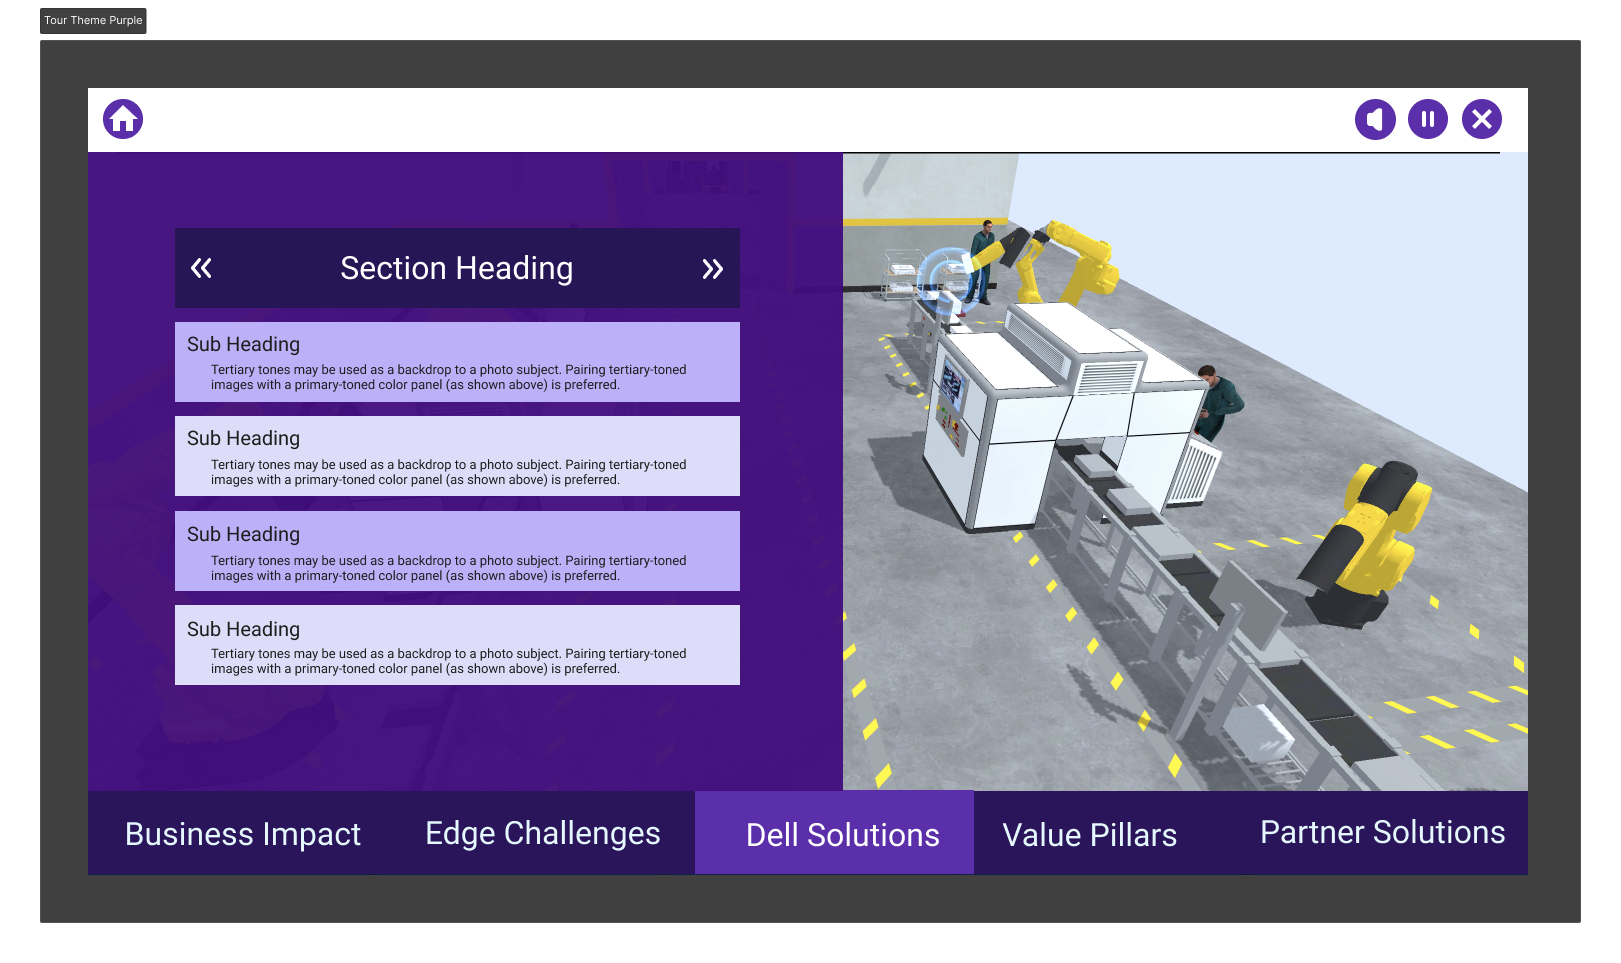 Tour Theme Purple
Section Heading
Sub Heading
Tertiary tones may be used as a backdrop to a photo subject. Pairing tertiary-toned
images with a primary-toned color panel (as shown above) is preferred.
Sub Heading
Tertiary tones may be used as a backdrop to a photo subject. Pairing tertiary-toned
images with a primary-toned color panel (as shown above) is preferred.
Sub Heading
Tertiary tones may be used as a backdrop to a photo subject. Pairing tertiary-toned
images with a primary-toned color panel (as shown above) is preferred.
Sub Heading
Tertiary tones may be used as a backdrop to a photo subject. Pairing tertiary-toned
images with a primary-toned color panel (as shown above) is preferred.
Business Impact
Edge Challenges
Dell Solutions
Value Pillars
Partner Solutions